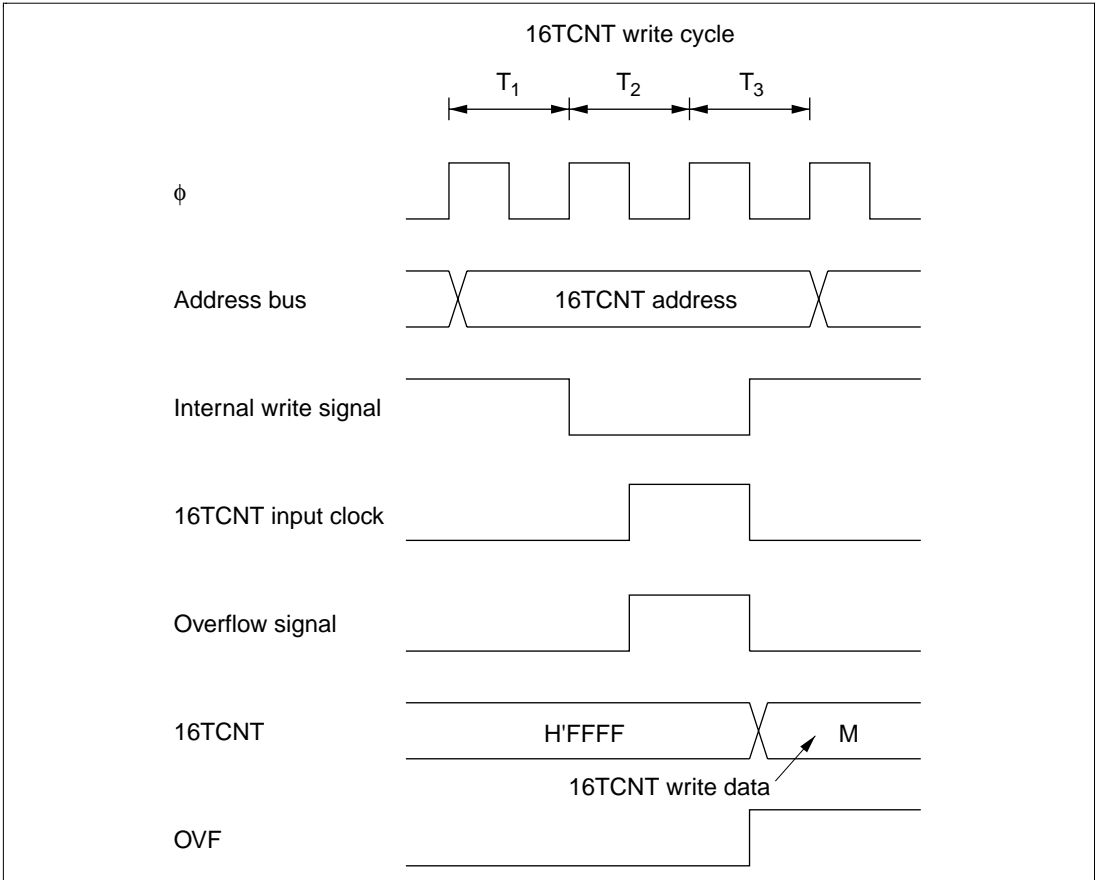 16TCNT write cycle
T1 T2 T3
φ
Address bus 16TCNT address
Internal write signal
16TCNT input clock
Overflow signal
16TCNT H'FFFF M
16TCNT write data
OVF